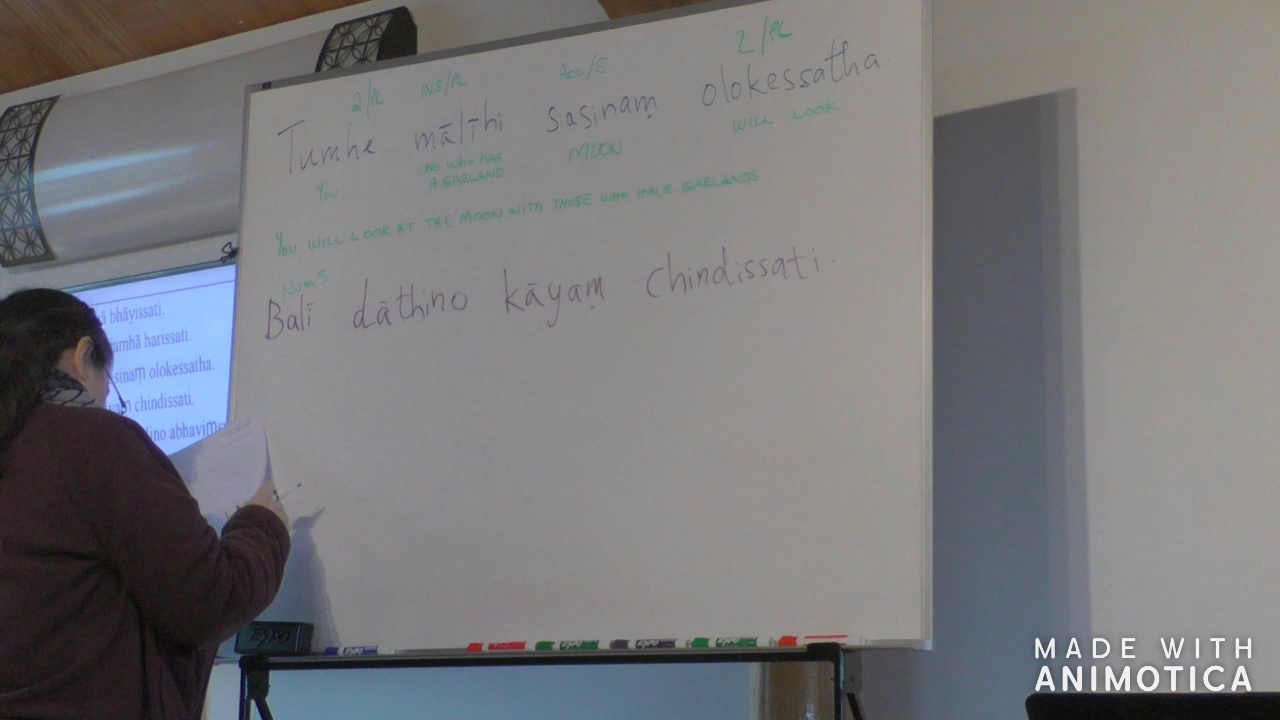 2/PL INS/PL Acc/S 2/PL
Tumhe mālīhi sasinaṃ olokessatha.
You ONE WHO HAS A GARLAND MOON WILL LOOK
YOU WILL LOOK AT THE MOON WITH THOSE WHO HAVE GARLANDS
Nom S
Balī dāthino kāyaṃ chindissati.
bhāyissati.
harissati.
olokessatha.
chindissati.
EXPO
MADE WITH
ANIMOTICA